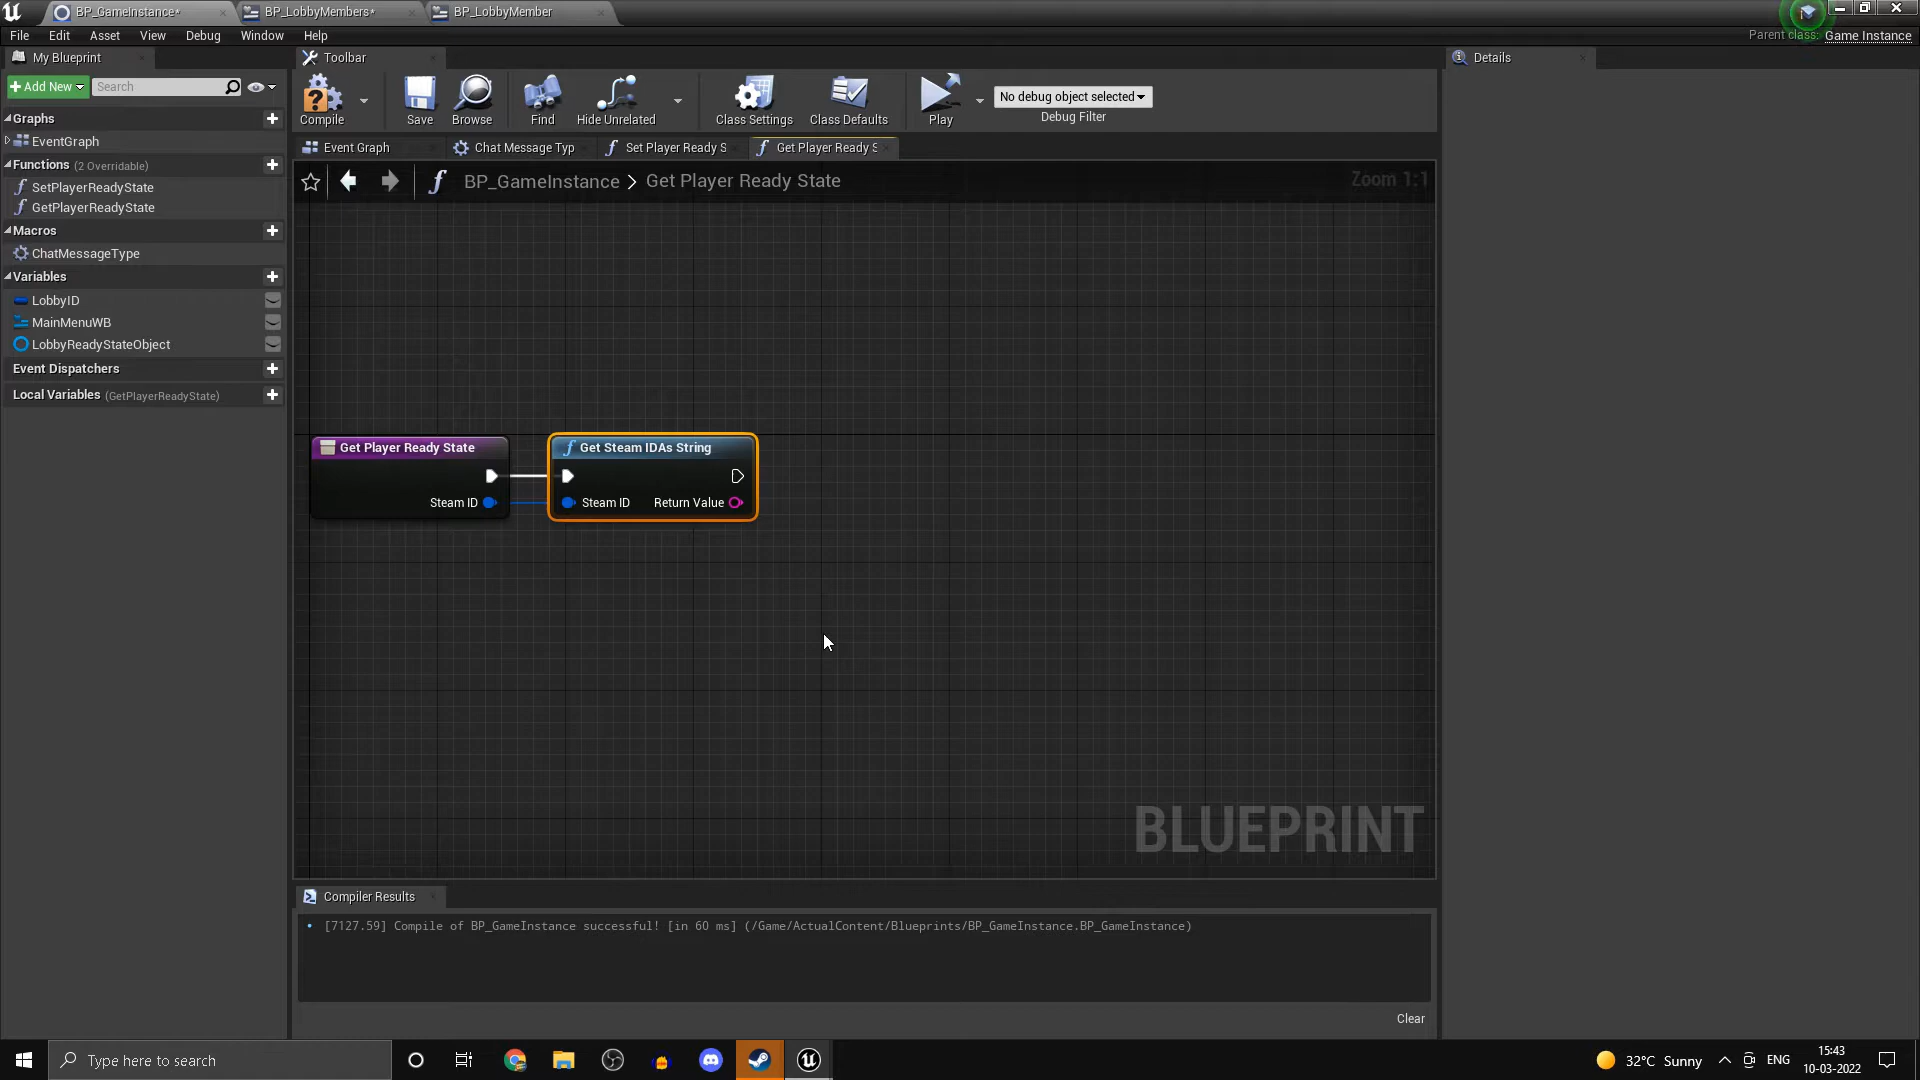 BP_GameInstance*
BP_LobbyMembers*
BP_LobbyMember
File Edit Asset View Debug Window Help
Parent class: Game Instance
My Blueprint
Toolbar
Details
Add New
Search
Compile
Save
Browse
Find
Hide Unrelated
Class Settings
Class Defaults
Play
No debug object selected
Debug Filter
Graphs
EventGraph
Functions (2 Overridable)
SetPlayerReadyState
GetPlayerReadyState
Macros
ChatMessageType
Variables
LobbyID
MainMenuWB
LobbyReadyStateObject
Event Dispatchers
Local Variables (GetPlayerReadyState)
Event Graph
Chat Message Typ
Set Player Ready S
Get Player Ready S
BP_GameInstance > Get Player Ready State
Zoom 1:1
Get Player Ready State
Steam ID
Get Steam IDAs String
Steam ID Return Value
BLUEPRINT
Compiler Results
[7127.59] Compile of BP_GameInstance successful! [in 60 ms] (/Game/ActualContent/Blueprints/BP_GameInstance.BP_GameInstance)
Clear
Type here to search
32°C Sunny
ENG
15:43
10-03-2022